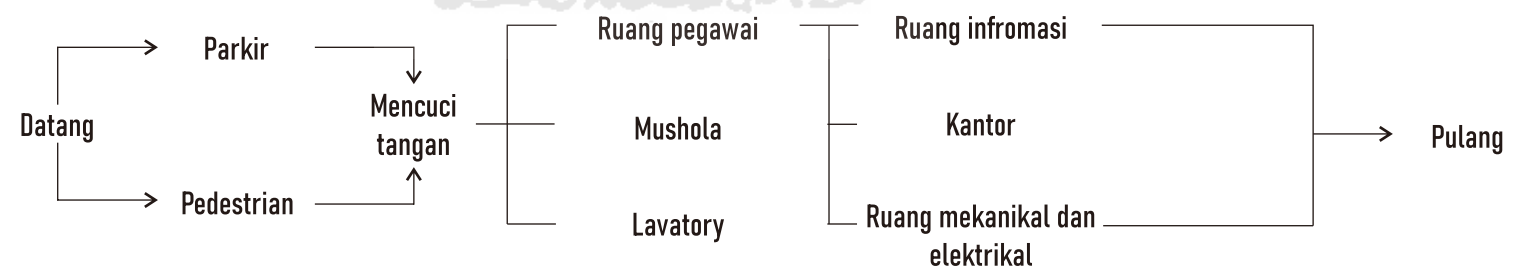 Datang
Parkir
Pedestrian
Mencuci
tangan
Ruang pegawai
Mushola
Lavatory
Ruang infromasi
Kantor
Ruang mekanikal dan
elektrikal
Pulang